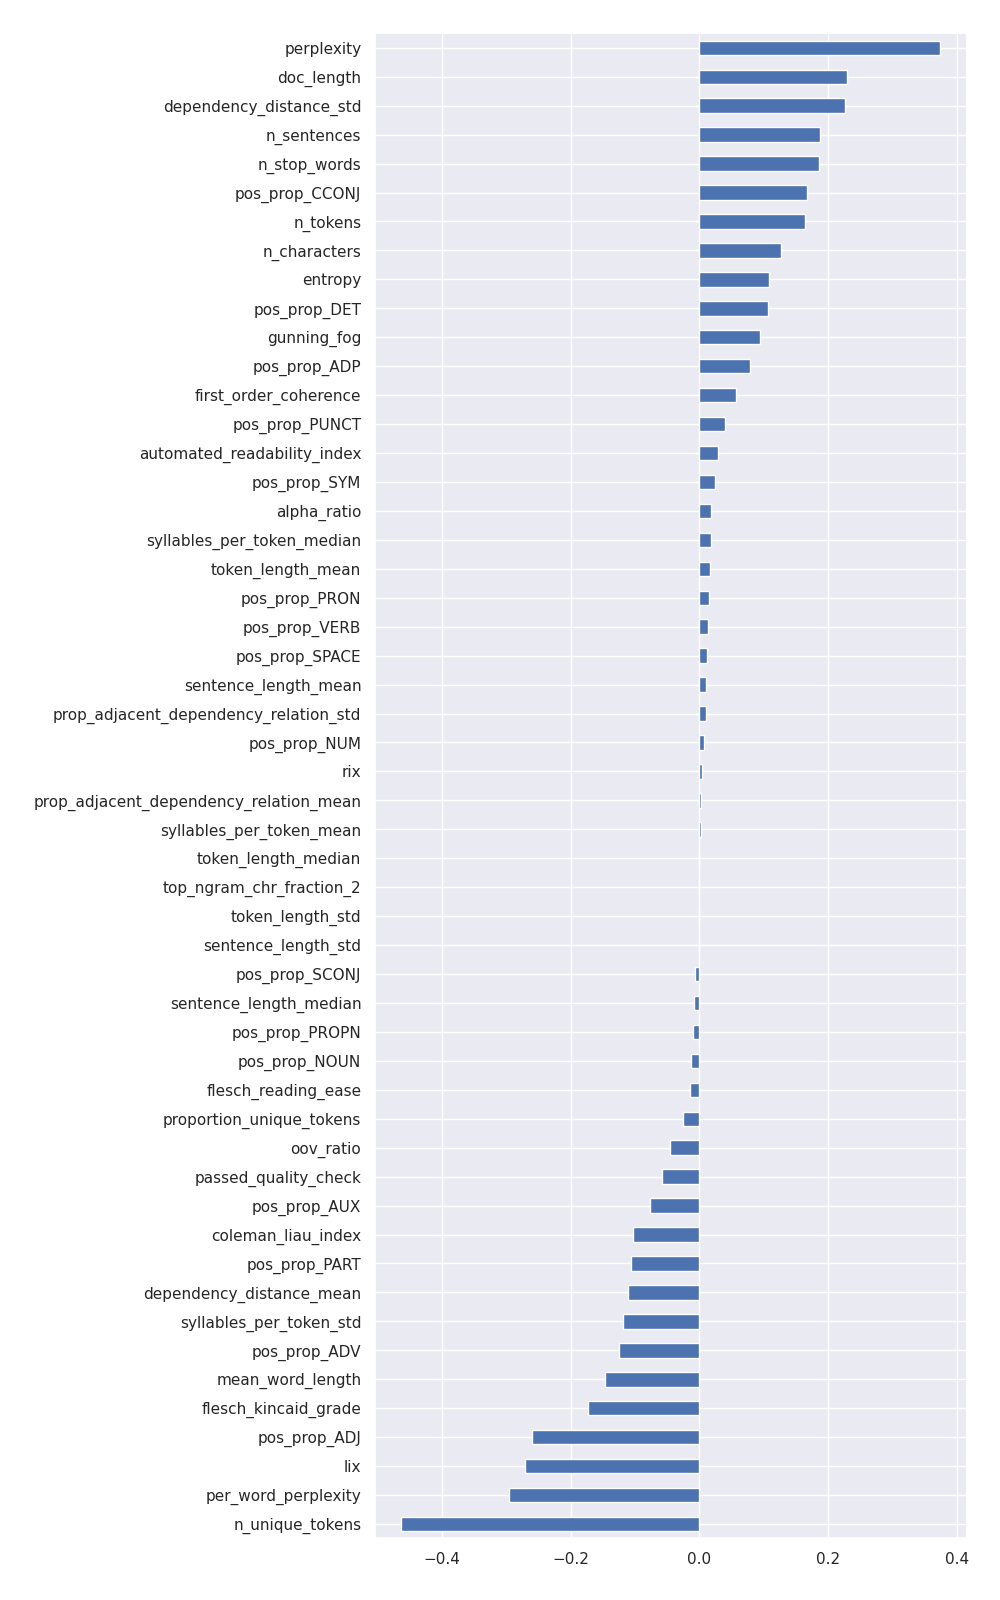 perplexity
doc_length
dependency_distance_std
n_sentences
n_stop_words
pos_prop_CCONJ
n_tokens
n_characters
entropy
pos_prop_DET
gunning_fog
pos_prop_ADP
first_order_coherence
pos_prop_PUNCT
automated_readability_index
pos_prop_SYM
alpha_ratio
syllables_per_token_median
token_length_mean
pos_prop_PRON
pos_prop_VERB
pos_prop_SPACE
sentence_length_mean
prop_adjacent_dependency_relation_std
pos_prop_NUM
rix
prop_adjacent_dependency_relation_mean
syllables_per_token_mean
token_length_median
top_ngram_chr_fraction_2
token_length_std
sentence_length_std
pos_prop_SCONJ
sentence_length_median
pos_prop_PROPN
pos_prop_NOUN
flesch_reading_ease
proportion_unique_tokens
oov_ratio
passed_quality_check
pos_prop_AUX
coleman_liau_index
pos_prop_PART
dependency_distance_mean
syllables_per_token_std
pos_prop_ADV
mean_word_length
flesch_kincaid_grade
pos_prop_ADJ
lix
per_word_perplexity
n_unique_tokens
−0.4 −0.2 0.0 0.2 0.4